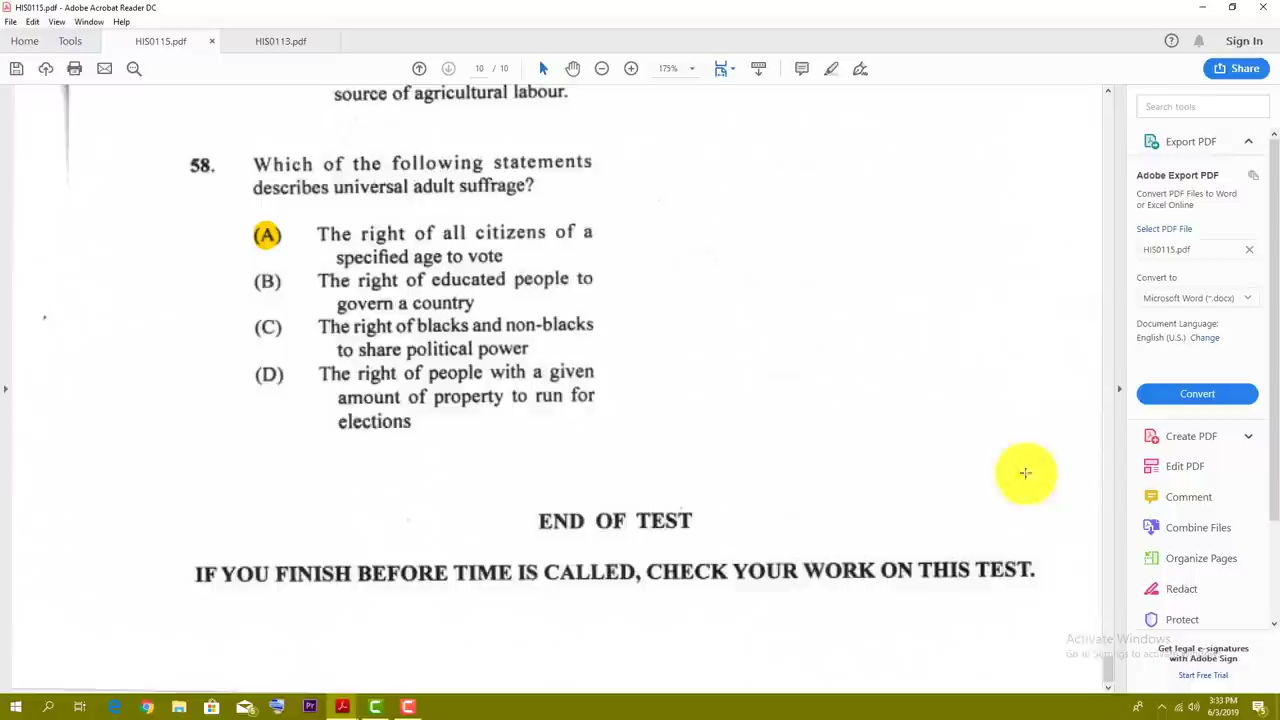 HIS0115.pdf - Adobe Acrobat Reader DC
File Edit View Window Help
Home Tools HIS0115.pdf × HIS0113.pdf Sign In
10 / 10 175% Share
source of agricultural labour.
58. Which of the following statements
describes universal adult suffrage?
(A) The right of all citizens of a
specified age to vote
(B) The right of educated people to
govern a country
(C) The right of blacks and non-blacks
to share political power
(D) The right of people with a given
amount of property to run for
elections
END OF TEST
IF YOU FINISH BEFORE TIME IS CALLED, CHECK YOUR WORK ON THIS TEST.
Search tools
Export PDF
Adobe Export PDF
Convert PDF Files to Word
or Excel Online
Select PDF File
HIS0115.pdf
Convert to
Microsoft Word (*.docx)
Document Language:
English (U.S.) Change
Convert
Create PDF
Edit PDF
Comment
Combine Files
Organize Pages
Redact
Protect
Activate Windows
Go to Settings to activate
Get legal e-signatures
with Adobe Sign
Start Free Trial
Pr
3:33 PM
6/3/2019